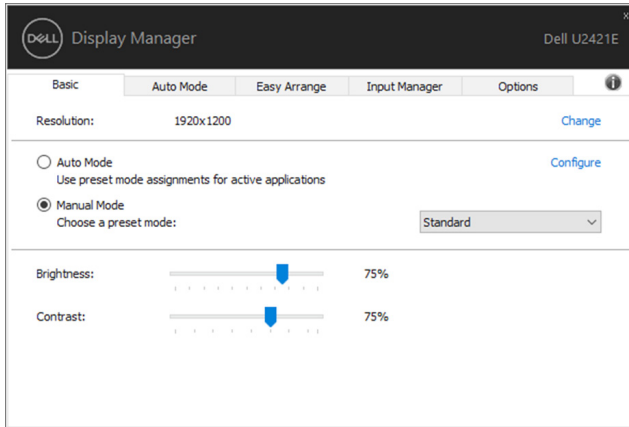 DELL Display Manager
Dell U2421E
Basic Auto Mode Easy Arrange Input Manager Options
Resolution: 1920x1200 Change
Auto Mode Configure
Use preset mode assignments for active applications
Manual Mode
Choose a preset mode: Standard
Brightness: 75%
Contrast: 75%